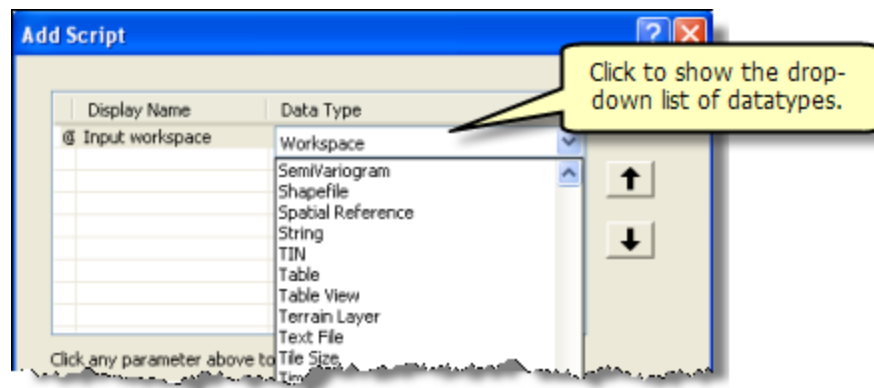 Add Script
Click to show the drop-
down list of datatypes.
Display Name Data Type
Input workspace Workspace
SemiVariogram
Shapefile
Spatial Reference
String
TIN
Table
Table View
Terrain Layer
Text File
Click any parameter above to Tile Size